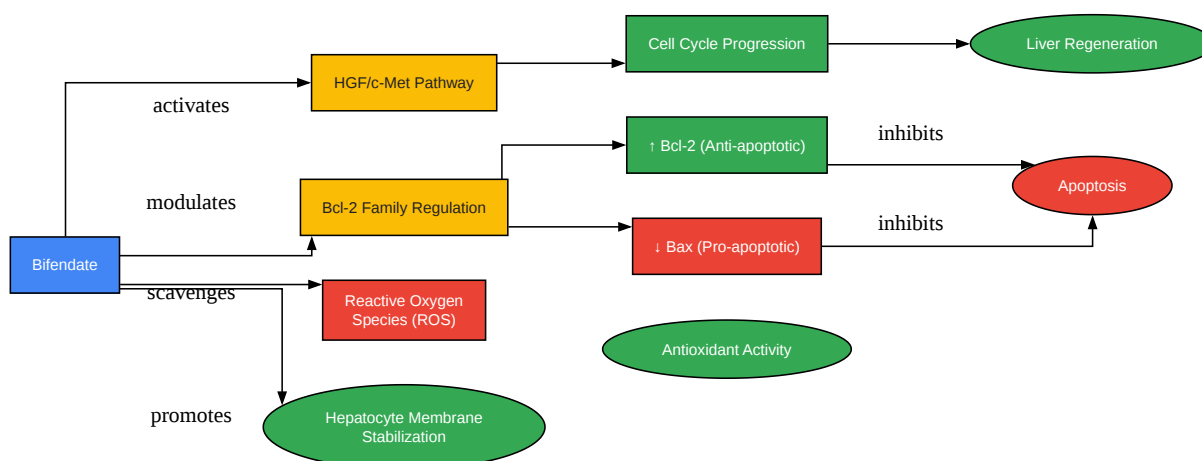 Cell Cycle Progression
Liver Regeneration
HGF/c-Met Pathway
activates
↑ Bcl-2 (Anti-apoptotic)
inhibits
Apoptosis
modulates
Bcl-2 Family Regulation
inhibits
↓ Bax (Pro-apoptotic)
Bifendate
scavenges
Reactive Oxygen
Species (ROS)
Antioxidant Activity
promotes
Hepatocyte Membrane
Stabilization